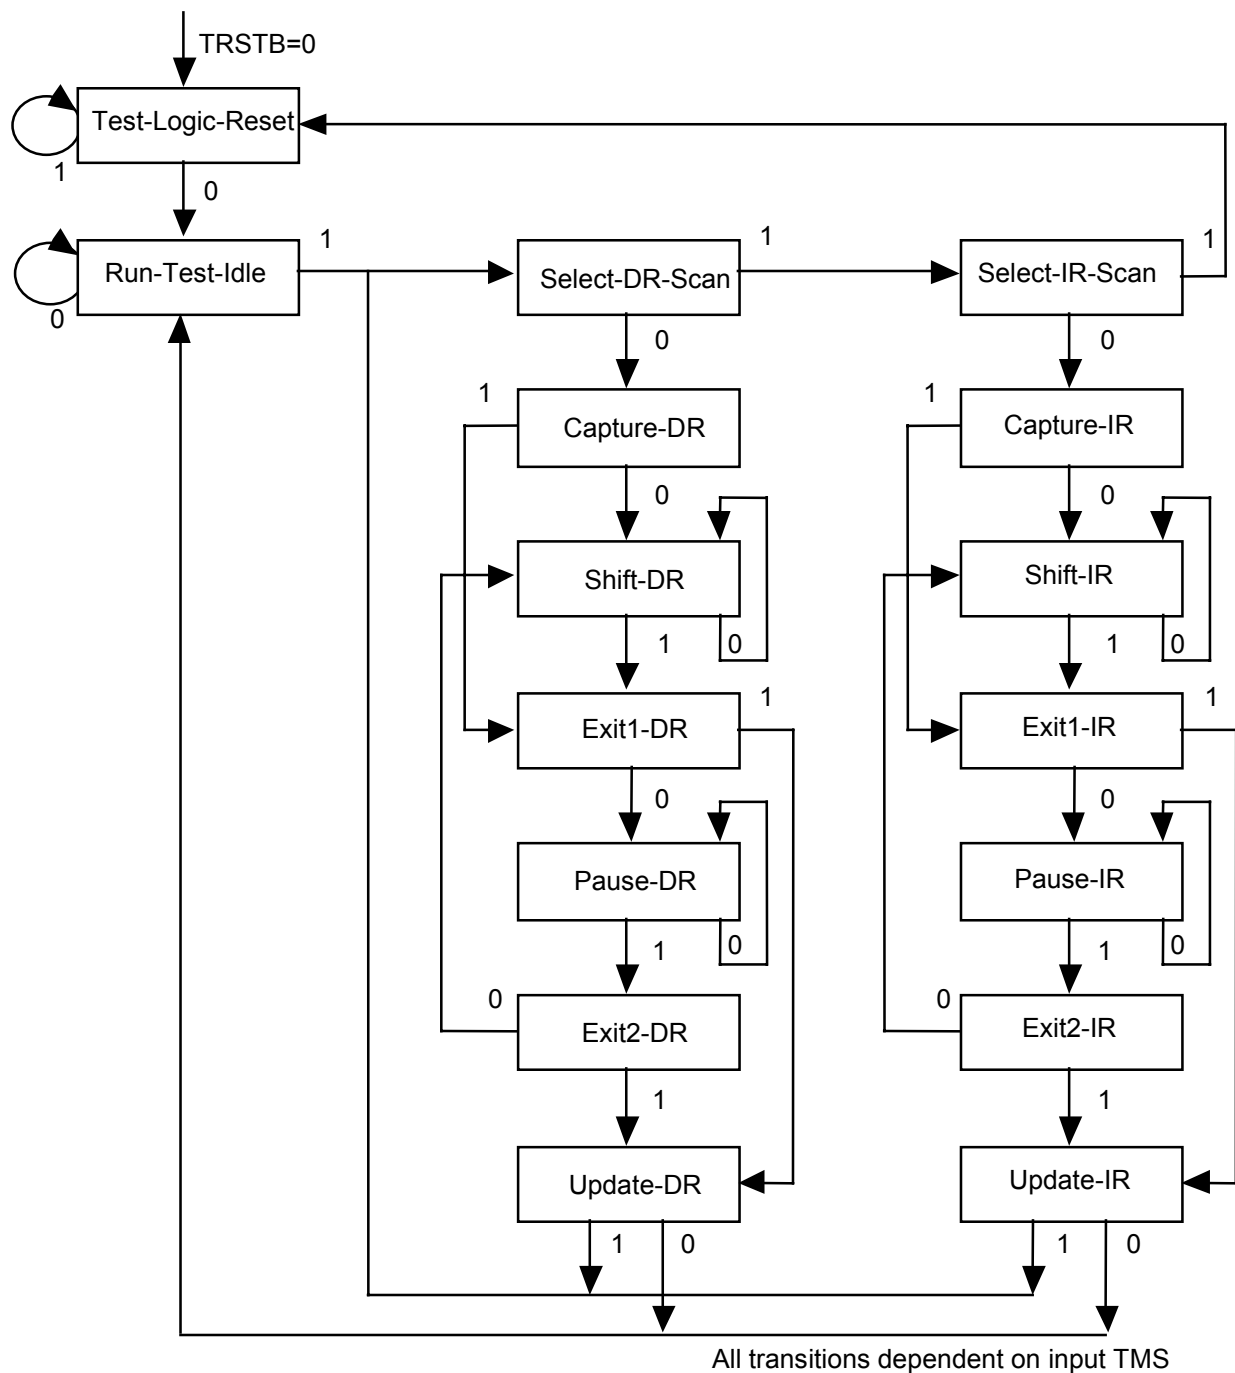 TRSTB=0
Test-Logic-Reset
1
0
1
1
1
Run-Test-Idle
Select-DR-Scan
Select-IR-Scan
0
0
0
1
1
Capture-DR
Capture-IR
0
0
Shift-DR
Shift-IR
1
0
1
0
1
1
Exit1-DR
Exit1-IR
0
0
Pause-DR
Pause-IR
1
0
1
0
0
0
Exit2-DR
Exit2-IR
1
1
Update-DR
Update-IR
1
0
1
0
All transitions dependent on input TMS